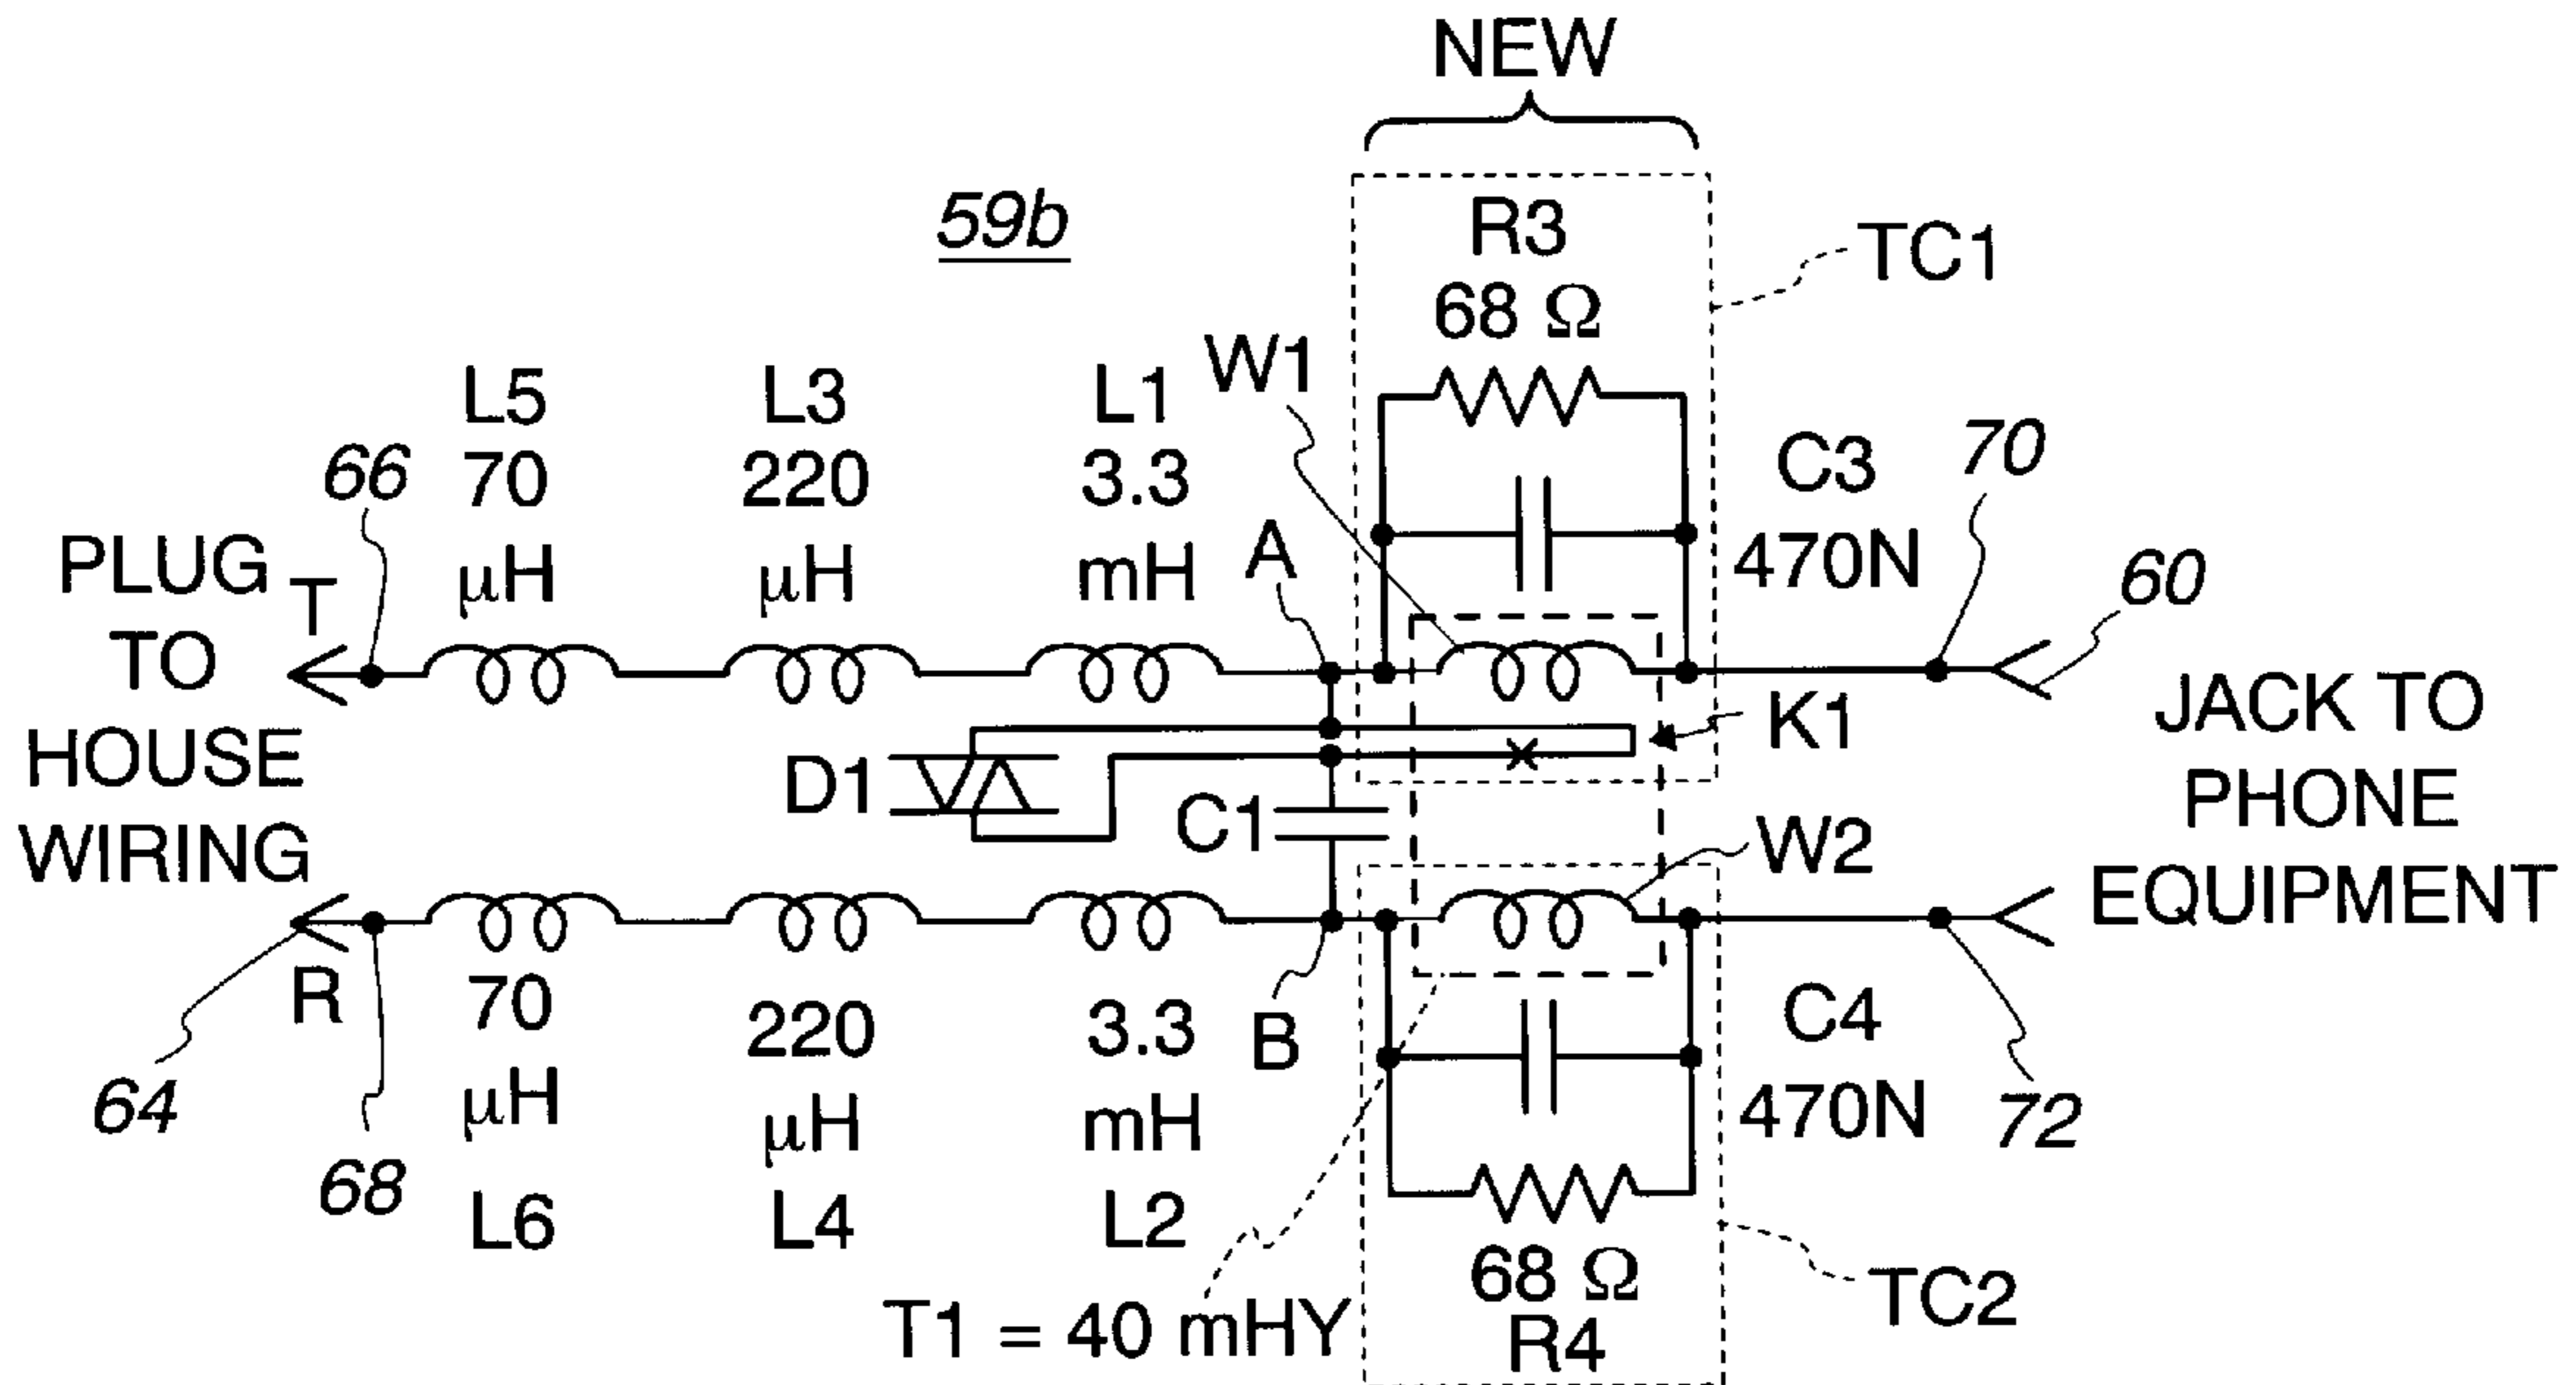 NEW
59b
R3
68 Ω
TC1
W1
L5
70
μH
L3
220
μH
L1
3.3
mH
66
A
C3
470N
70
60
PLUG
TO
HOUSE
WIRING
T
K1
JACK TO
PHONE
EQUIPMENT
D1
C1
W2
R
64
68
70
μH
L6
220
μH
L4
3.3
mH
L2
B
C4
470N
72
68 Ω
R4
TC2
T1 = 40 mHY